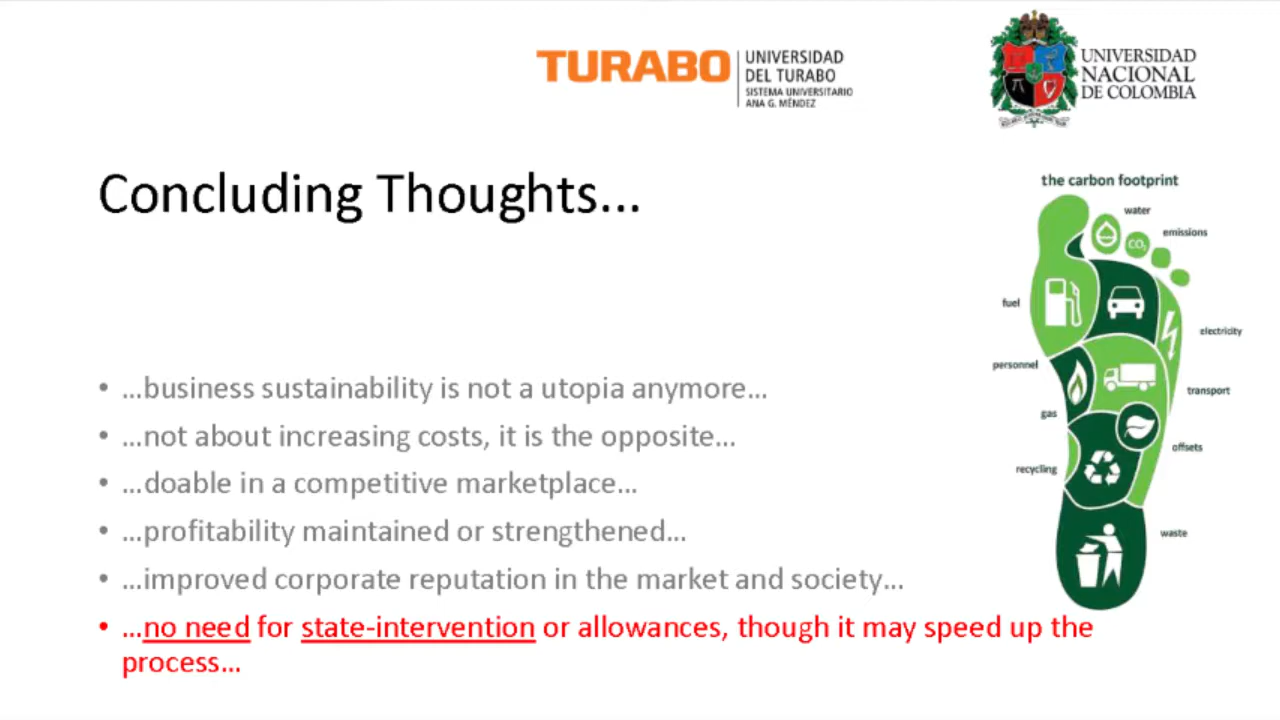 TURABO
UNIVERSIDAD
DEL TURABO
SISTEMA UNIVERSITARIO
ANA G. MÉNDEZ
UNIVERSIDAD
NACIONAL
DE COLOMBIA
Concluding Thoughts...
the carbon footprint
water
emissions
CO₂
fuel
electricity
personnel
transport
gas
offsets
recycling
waste
• ...business sustainability is not a utopia anymore...
• ...not about increasing costs, it is the opposite...
• ...doable in a competitive marketplace...
• ...profitability maintained or strengthened...
• ...improved corporate reputation in the market and society...
• ...no need for state-intervention or allowances, though it may speed up the
process...